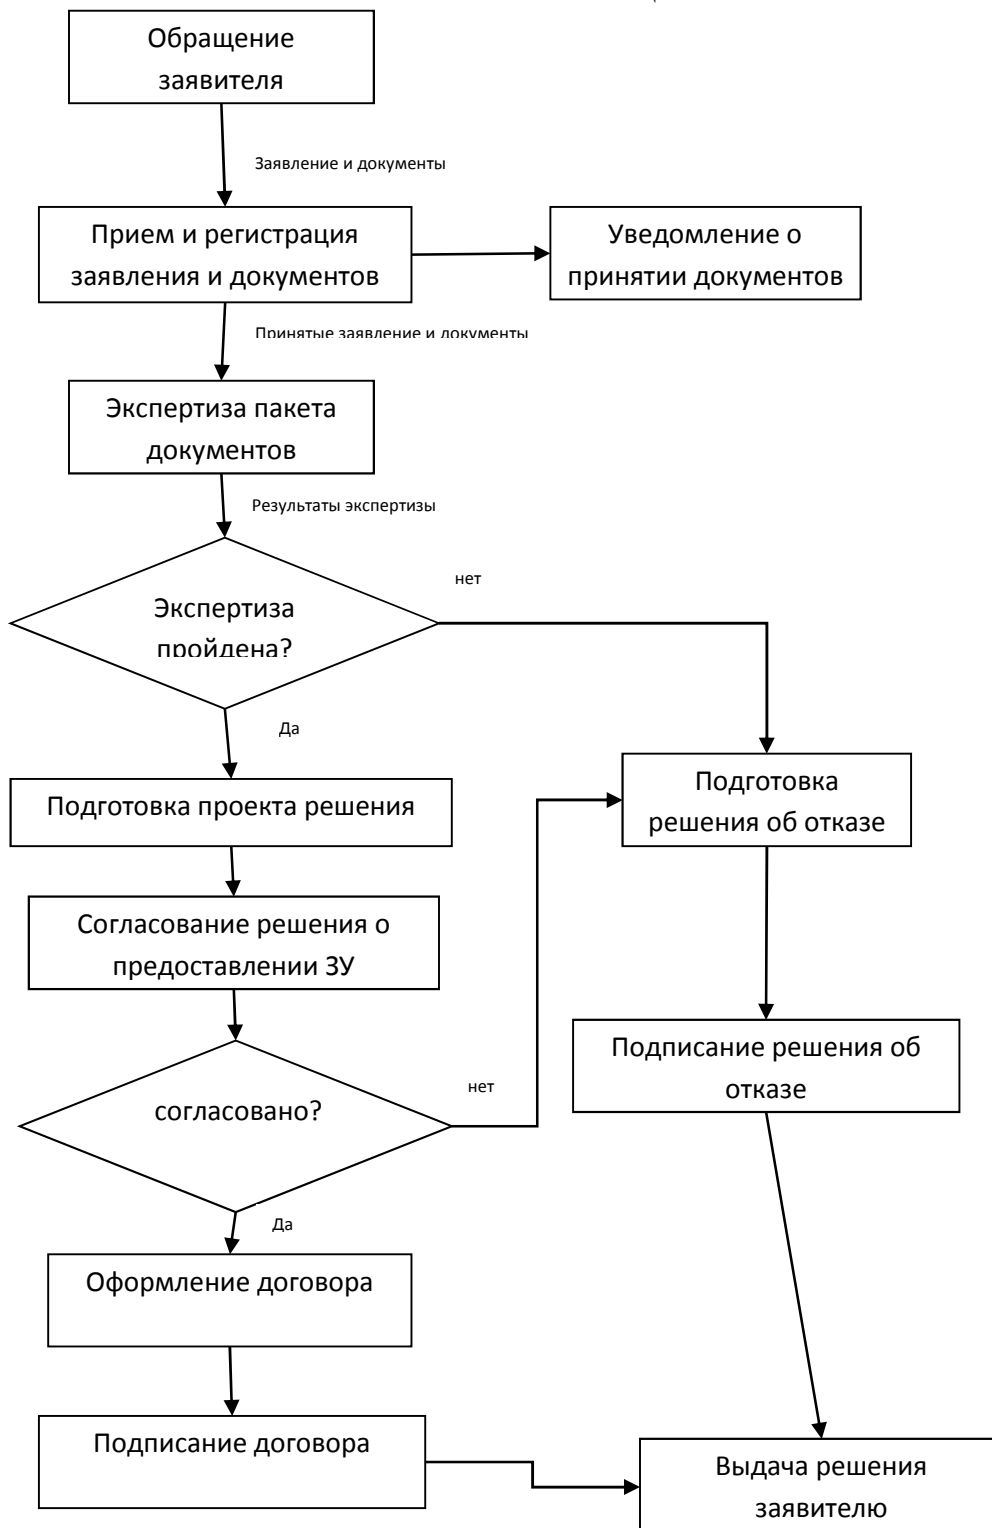 Обращение
заявителя
Заявление и документы
Прием и регистрация
заявления и документов
Уведомление о
принятии документов
Принятые заявление и документы
Экспертиза пакета
документов
Результаты экспертизы
нет
Экспертиза
пройдена?
Да
Подготовка проекта решения
Подготовка
решения об отказе
Согласование решения о
предоставлении ЗУ
Подписание решения об
отказе
нет
согласовано?
Да
Оформление договора
Подписание договора
Выдача решения
заявителю